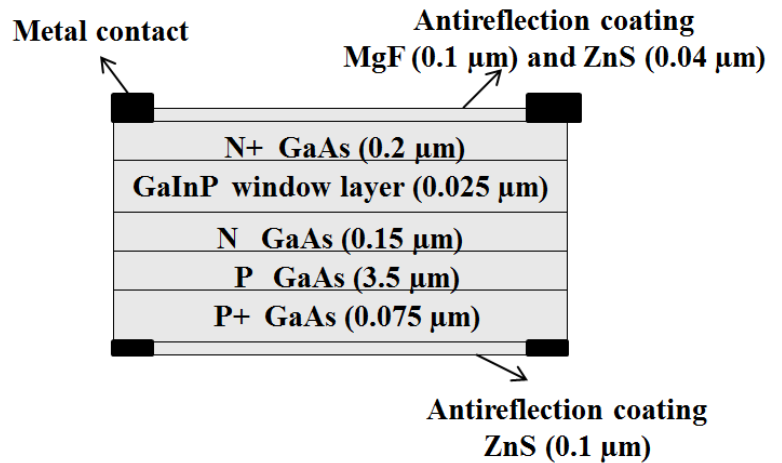 Antireflection coating
Metal contact
MgF (0.1 μm) and ZnS (0.04 μm)
N+ GaAs (0.2 μm)
GaInP window layer (0.025 μm)
N GaAs (0.15 μm)
P GaAs (3.5 μm)
P+ GaAs (0.075 μm)
Antireflection coating
ZnS (0.1 μm)